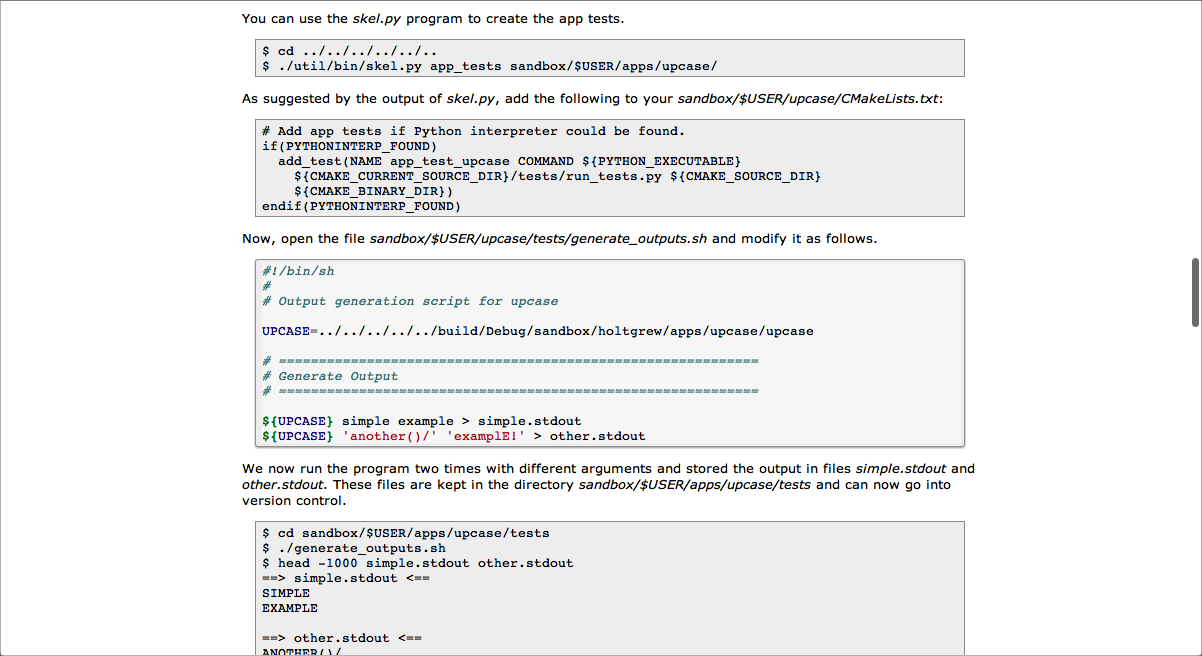 You can use the skel.py program to create the app tests.
$ cd ../../../../../..
$ ./util/bin/skel.py app_tests sandbox/$USER/apps/upcase/
As suggested by the output of skel.py, add the following to your sandbox/$USER/upcase/CMakeLists.txt:
# Add app tests if Python interpreter could be found.
if(PYTHONINTERP_FOUND)
  add_test(NAME app_test_upcase COMMAND ${PYTHON_EXECUTABLE}
    ${CMAKE_CURRENT_SOURCE_DIR}/tests/run_tests.py ${CMAKE_SOURCE_DIR}
    ${CMAKE_BINARY_DIR})
endif(PYTHONINTERP_FOUND)
Now, open the file sandbox/$USER/upcase/tests/generate_outputs.sh and modify it as follows.
#!/bin/sh
#
# Output generation script for upcase
UPCASE=../../../../../build/Debug/sandbox/holtgrew/apps/upcase/upcase
# ============================================================
# Generate Output
# ============================================================
${UPCASE} simple example > simple.stdout
${UPCASE} 'another()/' 'examplE!' > other.stdout
We now run the program two times with different arguments and stored the output in files simple.stdout and
other.stdout. These files are kept in the directory sandbox/$USER/apps/upcase/tests and can now go into
version control.
$ cd sandbox/$USER/apps/upcase/tests
$ ./generate_outputs.sh
$ head -1000 simple.stdout other.stdout
==> simple.stdout <==
SIMPLE
EXAMPLE
==> other.stdout <==
ANOTHER()/